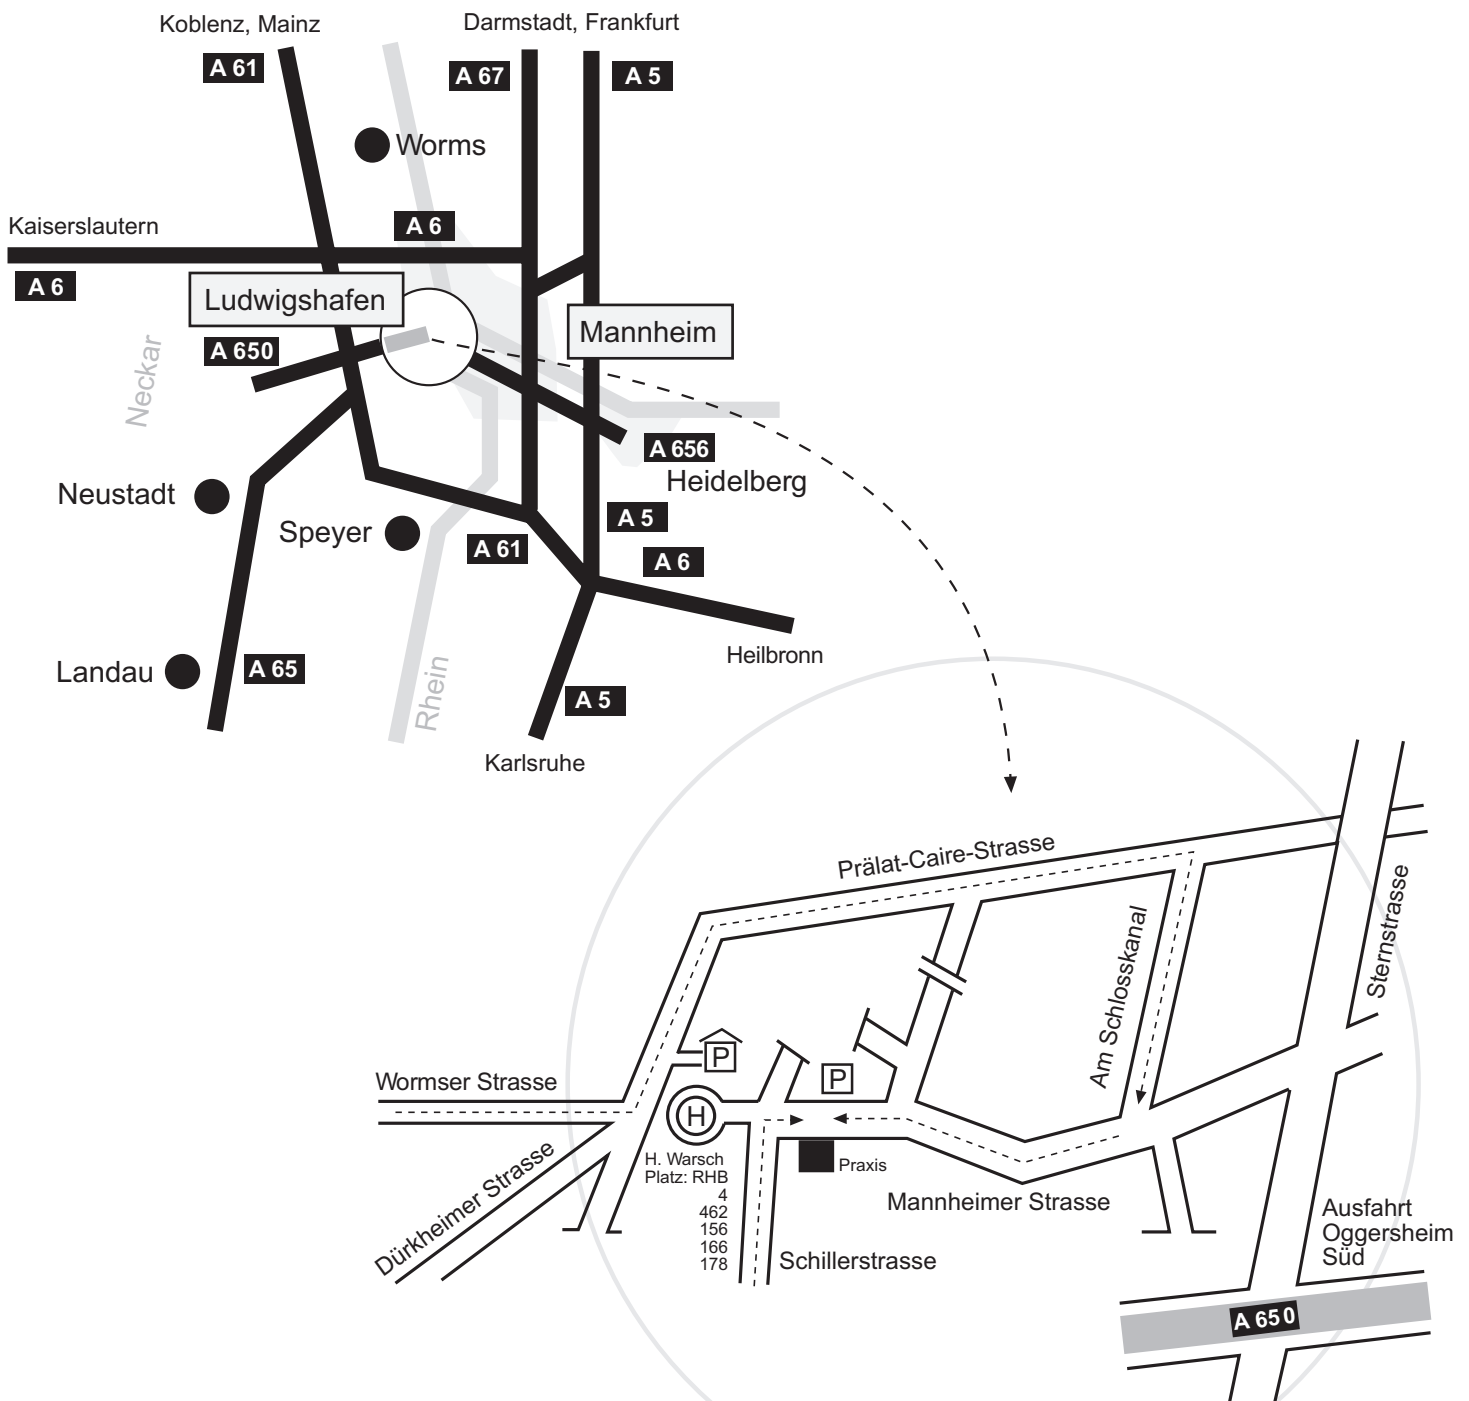 Koblenz, Mainz
Darmstadt, Frankfurt
A 61
A 67
A 5
Worms
Kaiserslautern
A 6
A 6
Ludwigshafen
Mannheim
A 650
Neckar
A 656
Heidelberg
Neustadt
A 5
Speyer
A 61
A 6
Heilbronn
Landau
A 65
Rhein
A 5
Karlsruhe
Prälat-Caire-Strasse
Sternstrasse
Am Schlosskanal
P
P
Wormser Strasse
H
H. Warsch
Platz: RHB
4
462
156
166
178
Praxis
Mannheimer Strasse
Dürkheimer Strasse
Schillerstrasse
Ausfahrt
Oggersheim
Süd
A 650